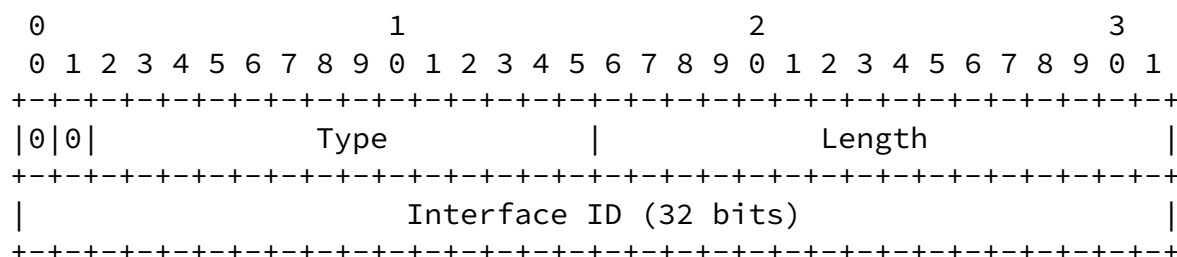 0                   1                   2                   3
 0 1 2 3 4 5 6 7 8 9 0 1 2 3 4 5 6 7 8 9 0 1 2 3 4 5 6 7 8 9 0 1
+-+-+-+-+-+-+-+-+-+-+-+-+-+-+-+-+-+-+-+-+-+-+-+-+-+-+-+-+-+-+-+-+
|0|0|            Type           |            Length             |
+-+-+-+-+-+-+-+-+-+-+-+-+-+-+-+-+-+-+-+-+-+-+-+-+-+-+-+-+-+-+-+-+
|                     Interface ID (32 bits)                    |
+-+-+-+-+-+-+-+-+-+-+-+-+-+-+-+-+-+-+-+-+-+-+-+-+-+-+-+-+-+-+-+-+